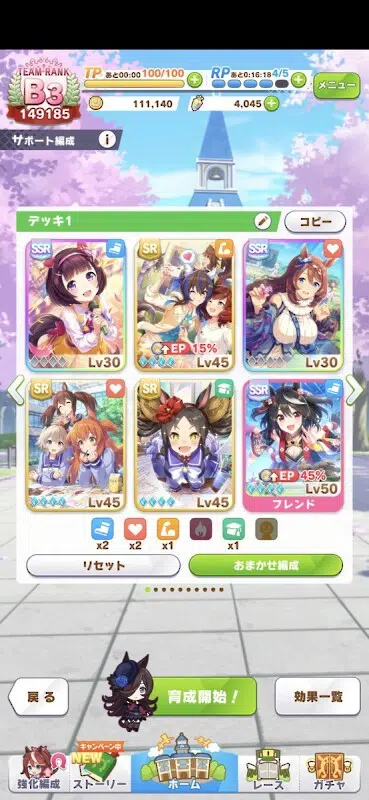 TEAM RANK
B3
149185
TP あと00:00 100/100
RP あと0:16:18 4/5
メニュー
111,140
4,045
サポート編成
i
デッキ1
コピー
SSR
Lv30
SR
EP 15%
Lv45
SSR
Lv30
SR
Lv45
SR
Lv45
SSR
EP 45%
Lv50
フレンド
x2
x2
x1
x1
リセット
おまかせ編成
戻る
育成開始!
効果一覧
強化編成
キャンペーン中
NEW
ストーリー
ホーム
レース
ガチャ